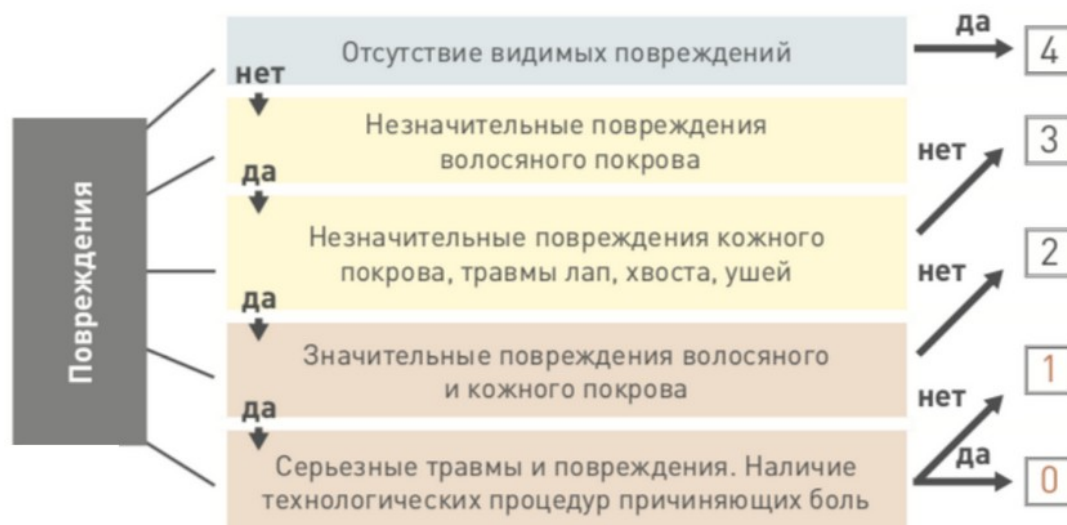 да
Отсутствие видимых повреждений
4
нет
Незначительные повреждения
волосяного покрова
нет
3
да
Незначительные повреждения кожного
покрова, травмы лап, хвоста, ушей
нет
2
да
Значительные повреждения волосяного
и кожного покрова
нет
1
да
Серьезные травмы и повреждения. Наличие
технологических процедур причиняющих боль
да
0
Повреждения